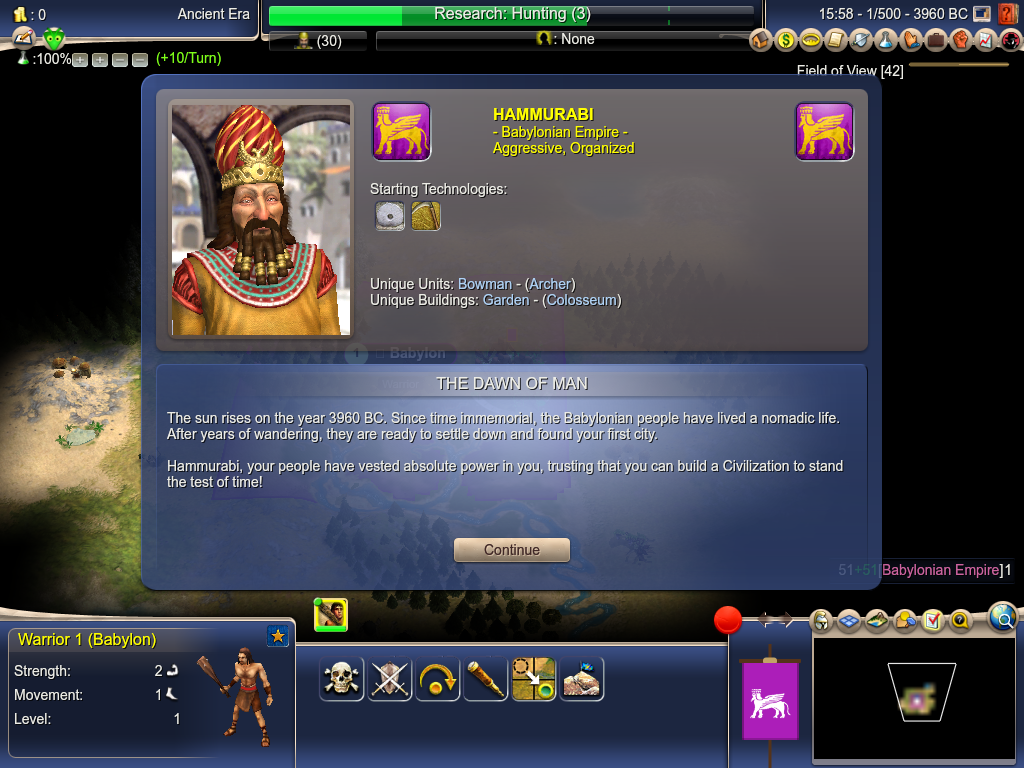 : 0
Ancient Era
Research: Hunting (3)
15:58 - 1/500 - 3960 BC
(30)
: None
:100%
(+10/Turn)
Field of View [42]
HAMMURABI
- Babylonian Empire -
Aggressive, Organized
Starting Technologies:
Unique Units: Bowman - (Archer)
Unique Buildings: Garden - (Colosseum)
1 Babylon
THE DAWN OF MAN
The sun rises on the year 3960 BC. Since time immemorial, the Babylonian people have lived a nomadic life.
After years of wandering, they are ready to settle down and found your first city.
Hammurabi, your people have vested absolute power in you, trusting that you can build a Civilization to stand
the test of time!
Continue
51+51[Babylonian Empire]1
Warrior 1 (Babylon)
Strength: 2
Movement: 1
Level: 1